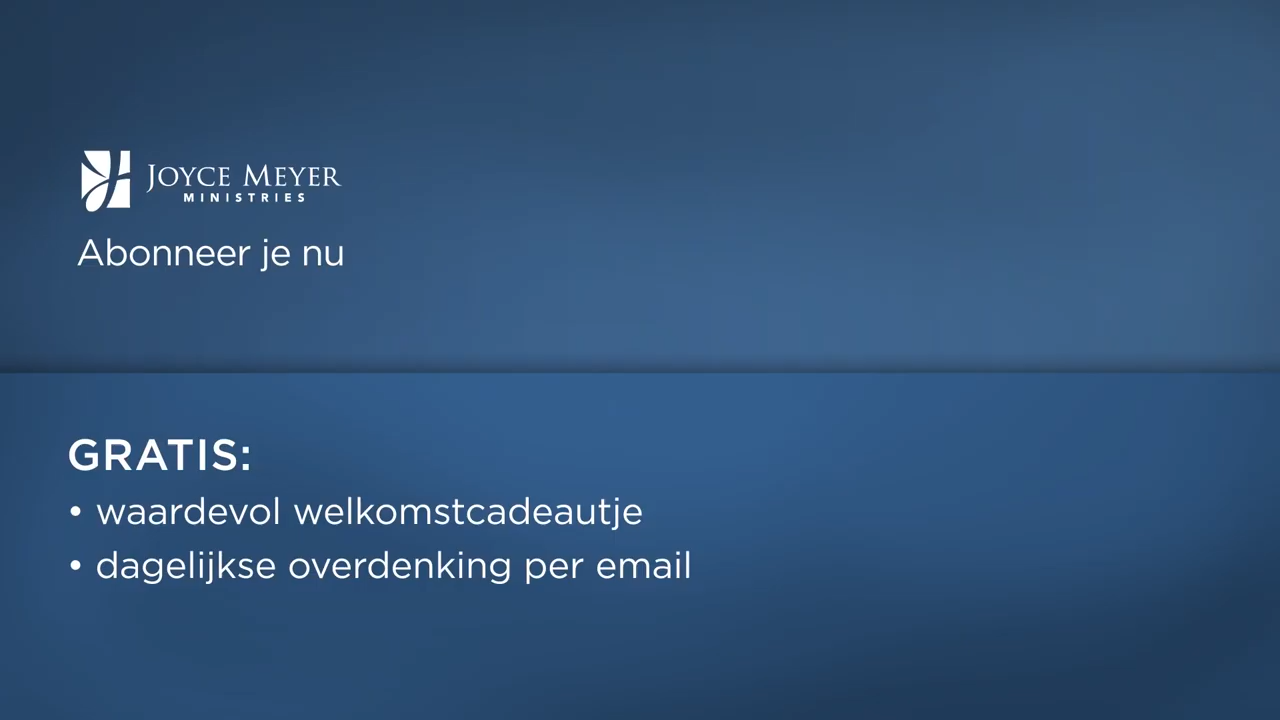 JOYCE MEYER
MINISTRIES
Abonneer je nu
GRATIS:
• waardevol welkomstcadeautje
• dagelijkse overdenking per email